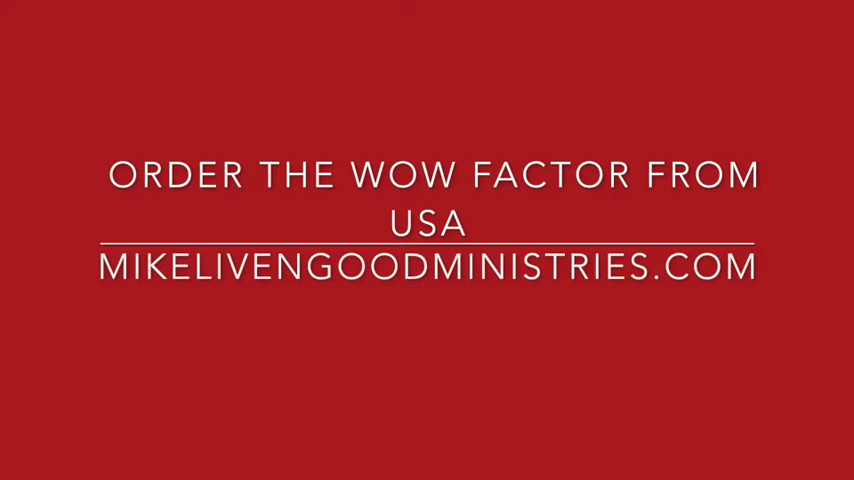 ORDER THE WOW FACTOR FROM
USA
MIKELIVENGOODMINISTRIES.COM